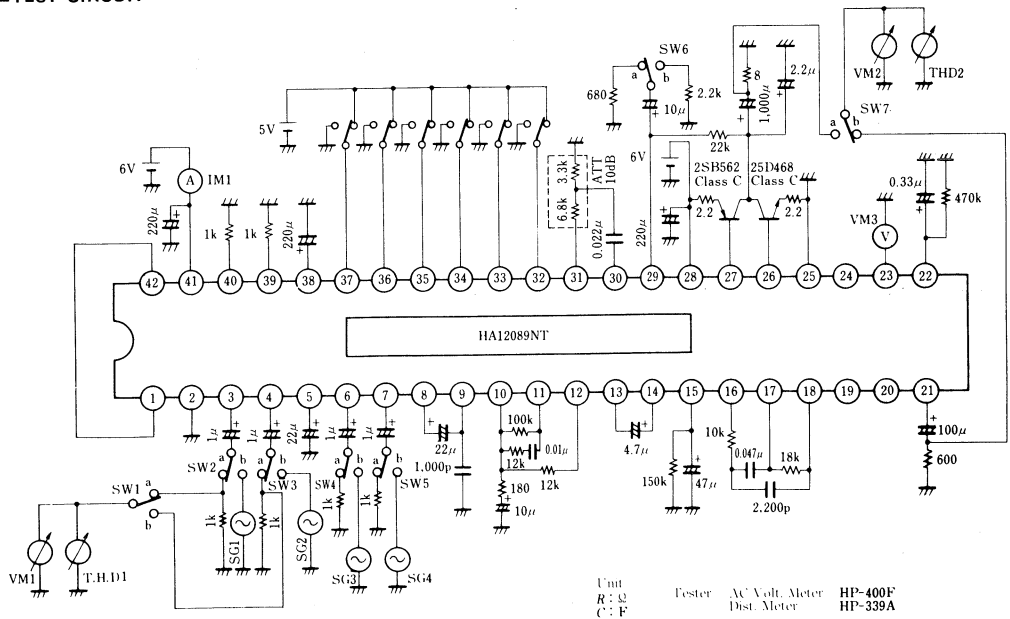 SW6
a b
680
10μ
2.2k
8
1,000μ
2.2μ
VM2
THD2
SW7
a b
5V
6V
A
IM1
220μ
1k
1k
220μ
3.3k
6.8k
ATT
10dB
0.022μ
22k
6V
220μ
2SB562
Class C
25D468
Class C
2.2
2.2
VM3
V
0.33μ
470k
42 41 40 39 38 37 36 35 34 33 32 31 30 29 28 27 26 25 24 23 22
HA12089NT
1 2 3 4 5 6 7 8 9 10 11 12 13 14 15 16 17 18 19 20 21
1μ
1μ
22μ
1μ
1μ
22μ
1,000p
100k
0.01μ
12k
12k
180
10μ
4.7μ
150k
47μ
10k
0.047μ
18k
2.200p
100μ
600
SW1
a
b
SW2
a b
SW3
a b
SW4
a b
SW5
a b
1k
1k
1k
1k
SG1
SG2
SG3
SG4
VM1
T.H.D1
Unit
R : Ω
C : F
Tester AC Volt. Meter HP-400F
Dist. Meter HP-339A